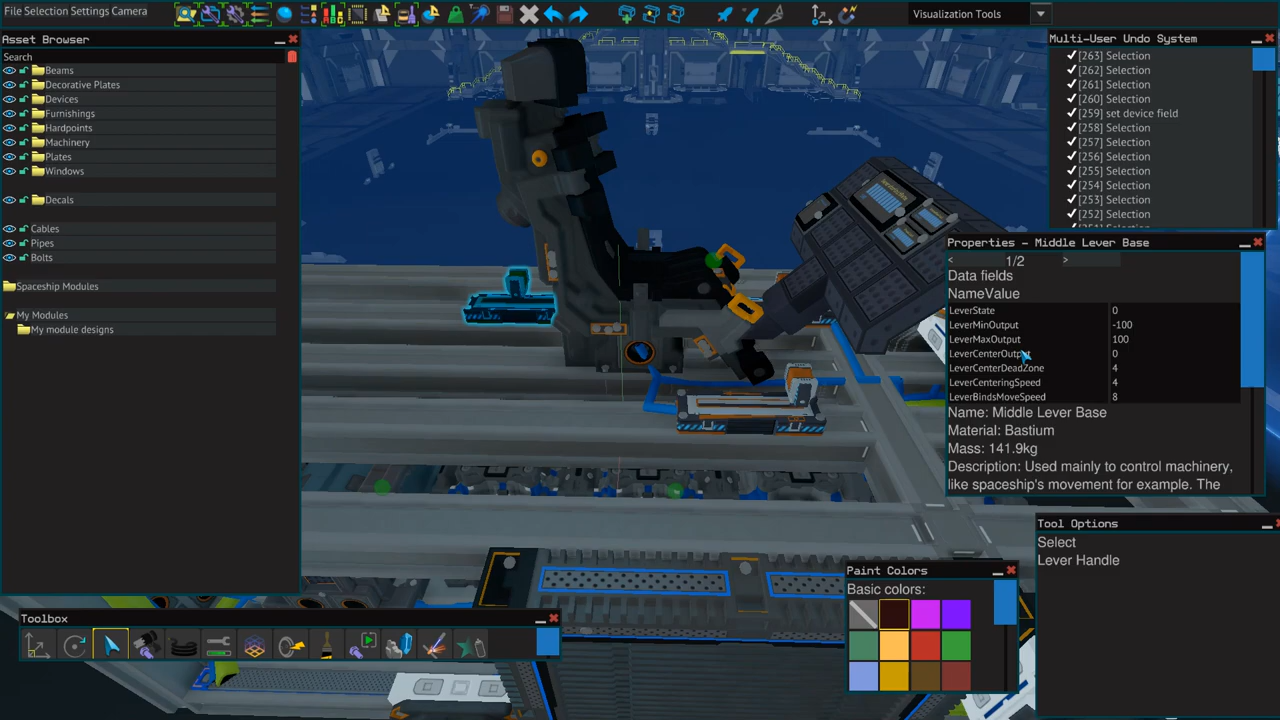 File Selection Settings Camera
Visualization Tools
Asset Browser
Search
Beams
Decorative Plates
Devices
Furnishings
Hardpoints
Machinery
Plates
Windows
Decals
Cables
Pipes
Bolts
Spaceship Modules
My Modules
My module designs
Multi-User Undo System
[263] Selection
[262] Selection
[261] Selection
[260] Selection
[259] set device field
[258] Selection
[257] Selection
[256] Selection
[255] Selection
[254] Selection
[253] Selection
[252] Selection
Properties - Middle Lever Base
< 1/2 >
Data fields
NameValue
LeverState 0
LeverMinOutput -100
LeverMaxOutput 100
LeverCenterOutput 0
LeverCenterDeadZone 4
LeverCenteringSpeed 4
LeverBindsMoveSpeed 8
Name: Middle Lever Base
Material: Bastium
Mass: 141.9kg
Description: Used mainly to control machinery,
like spaceship's movement for example. The
Tool Options
Select
Lever Handle
Paint Colors
Basic colors:
Toolbox